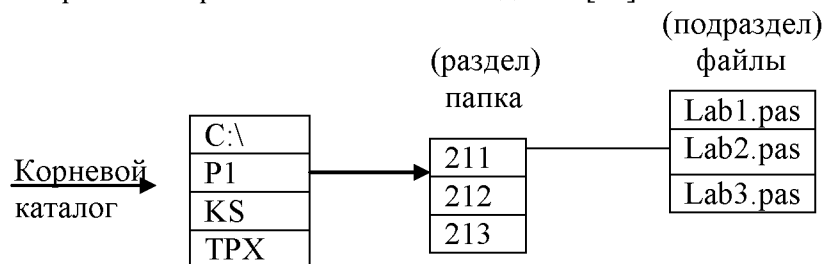 (подраздел)
файлы
(раздел)
папка
Корневой
каталог
C:\
P1
KS
TPX
211
212
213
Lab1.pas
Lab2.pas
Lab3.pas